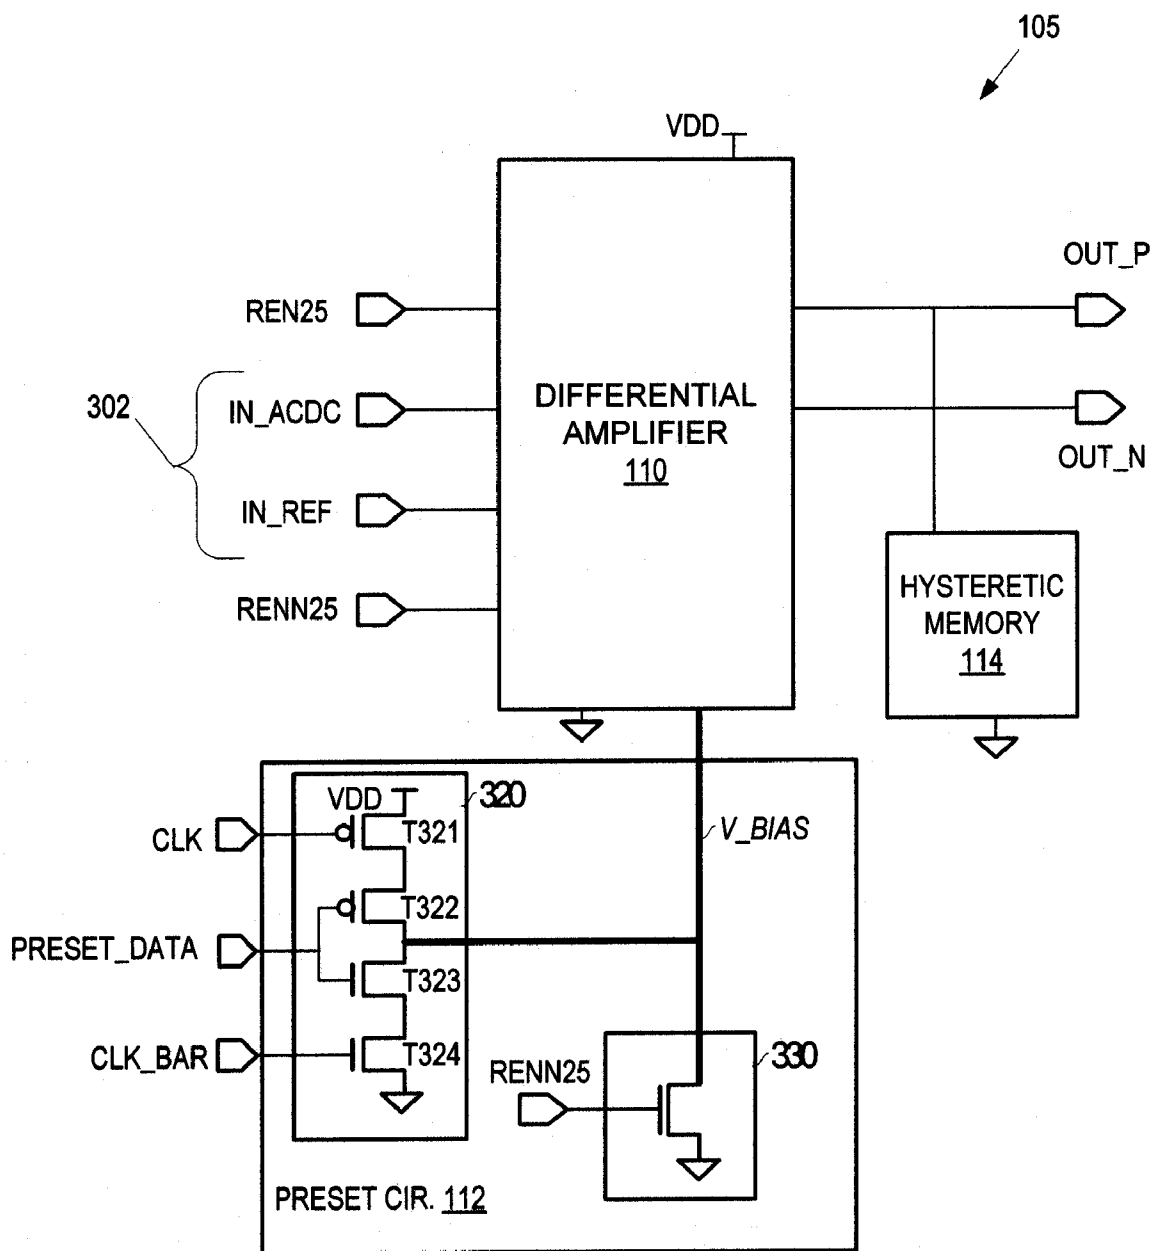 105
VDD
OUT_P
REN25
302
IN_ACDC
DIFFERENTIAL
AMPLIFIER
110
OUT_N
IN_REF
RENN25
HYSTERETIC
MEMORY
114
VDD
320
CLK
T321
V_BIAS
T322
PRESET_DATA
T323
CLK_BAR
T324
RENN25
330
PRESET CIR. 112